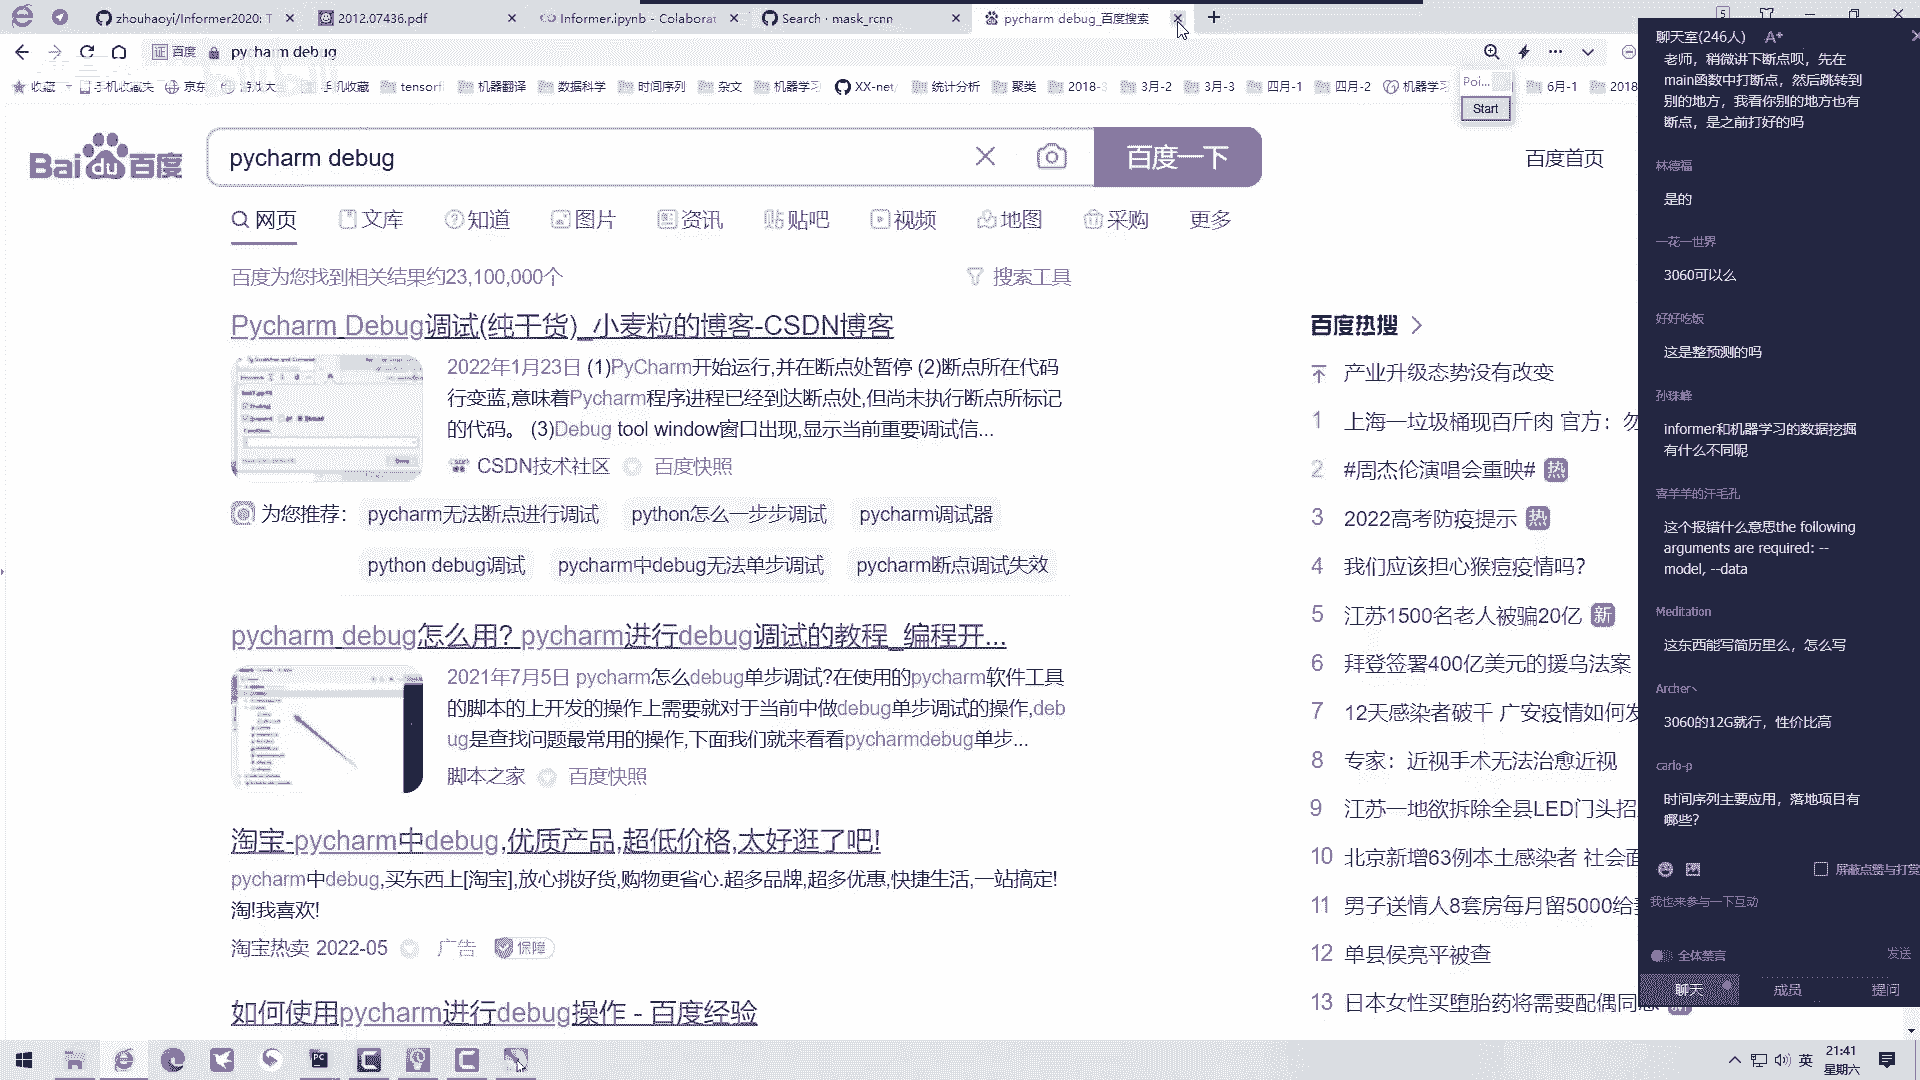 zhouhaoyi/Informer2020: T
2012.07436.pdf
Informer.ipynb - Colaborat
Search · mask_rcnn
pycharm debug_百度搜索
5
证 百度
pycharm debug
收藏
手机收藏夹
京东
手机收藏
tensorf
机器翻译
数据科学
时间序列
杂文
机器学习
XX-net/
统计分析
聚类
2018-3
3月-2
3月-3
四月-1
四月-2
机器学习
6月-1
2018
Poi...
Start
Bai du 百度
pycharm debug
百度一下
百度首页
网页
文库
知道
图片
资讯
贴吧
视频
地图
采购
更多
百度为您找到相关结果约23,100,000个
搜索工具
Pycharm Debug调试(纯干货)_小麦粒的博客-CSDN博客
2022年1月23日 (1)PyCharm开始运行,并在断点处暂停 (2)断点所在代码
行变蓝,意味着Pycharm程序进程已经到达断点处,但尚未执行断点所标记
的代码。 (3)Debug tool window窗口出现,显示当前重要调试信...
CSDN技术社区
百度快照
为您推荐:
pycharm无法断点进行调试
python怎么一步步调试
pycharm调试器
python debug调试
pycharm中debug无法单步调试
pycharm断点调试失效
pycharm debug怎么用? pycharm进行debug调试的教程_编程开...
2021年7月5日 pycharm怎么debug单步调试?在使用的pycharm软件工具
的脚本的上开发的操作上需要就对于当前中做debug单步调试的操作,deb
ug是查找问题最常用的操作,下面我们就来看看pycharmdebug单步...
脚本之家
百度快照
淘宝-pycharm中debug,优质产品,超低价格,太好逛了吧!
pycharm中debug,买东西上[淘宝],放心挑好货,购物更省心.超多品牌,超多优惠,快捷生活,一站搞定!
淘!我喜欢!
淘宝热卖 2022-05
广告
保障
如何使用pycharm进行debug操作 - 百度经验
百度热搜
产业升级态势没有改变
1 上海一垃圾桶现百斤肉 官方：勿
2 #周杰伦演唱会重映# 热
3 2022高考防疫提示 热
4 我们应该担心猴痘疫情吗？
5 江苏1500名老人被骗20亿 新
6 拜登签署400亿美元的援乌法案
7 12天感染者破千 广安疫情如何发
8 专家：近视手术无法治愈近视
9 江苏一地欲拆除全县LED门头招
10 北京新增63例本土感染者 社会面
11 男子送情人8套房每月留5000给妻
12 单县侯亮平被查
13 日本女性买堕胎药将需要配偶同意
聊天室(246人) A+
老师，稍微讲下断点呗，先在
main函数中打断点，然后跳转到
别的地方，我看你别的地方也有
断点，是之前打好的吗
林德福
是的
一花一世界
3060可以么
好好吃饭
这是整预测的吗
孙珠峰
informer和机器学习的数据挖掘
有什么不同呢
喜羊羊的汗毛孔
这个报错什么意思the following
arguments are required: --
model, --data
Meditation
这东西能写简历里么，怎么写
Archer丶
3060的12G就行，性价比高
carlo-p
时间序列主要应用，落地项目有
哪些?
屏蔽点赞与打赏
我也来参与一下互动
全体禁言
发送
聊天
成员
提问
英
21:41
星期六